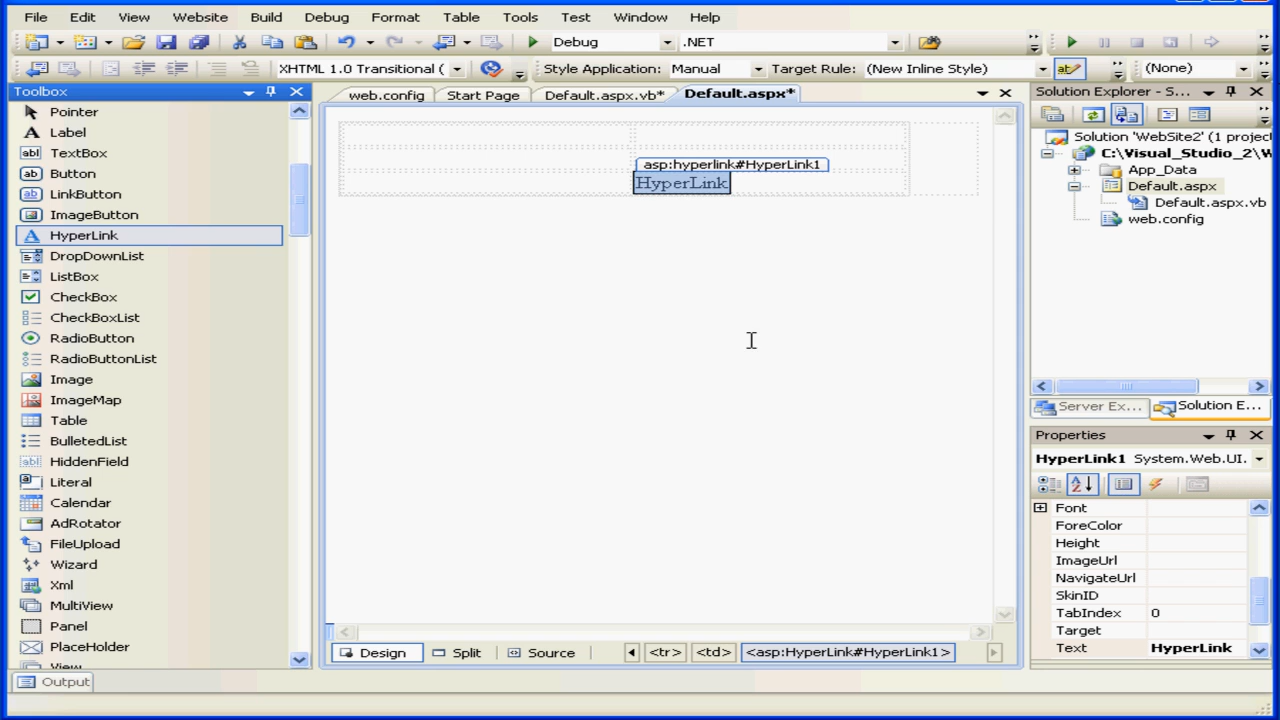 File Edit View Website Build Debug Format Table Tools Test Window Help
Debug .NET
XHTML 1.0 Transitional ( Style Application: Manual Target Rule: (New Inline Style) (None)
Toolbox
Pointer
Label
TextBox
Button
LinkButton
ImageButton
HyperLink
DropDownList
ListBox
CheckBox
CheckBoxList
RadioButton
RadioButtonList
Image
ImageMap
Table
BulletedList
HiddenField
Literal
Calendar
AdRotator
FileUpload
Wizard
Xml
MultiView
Panel
PlaceHolder
View
Output
web.config Start Page Default.aspx.vb* Default.aspx*
asp:hyperlink#HyperLink1
HyperLink
Design Split Source <tr> <td> <asp:HyperLink#HyperLink1>
Solution Explorer - S...
Solution 'WebSite2' (1 projec
C:\Visual_Studio_2\W
App_Data
Default.aspx
Default.aspx.vb
web.config
Server Ex... Solution E...
Properties
HyperLink1 System.Web.UI.
Font
ForeColor
Height
ImageUrl
NavigateUrl
SkinID
TabIndex 0
Target
Text HyperLink